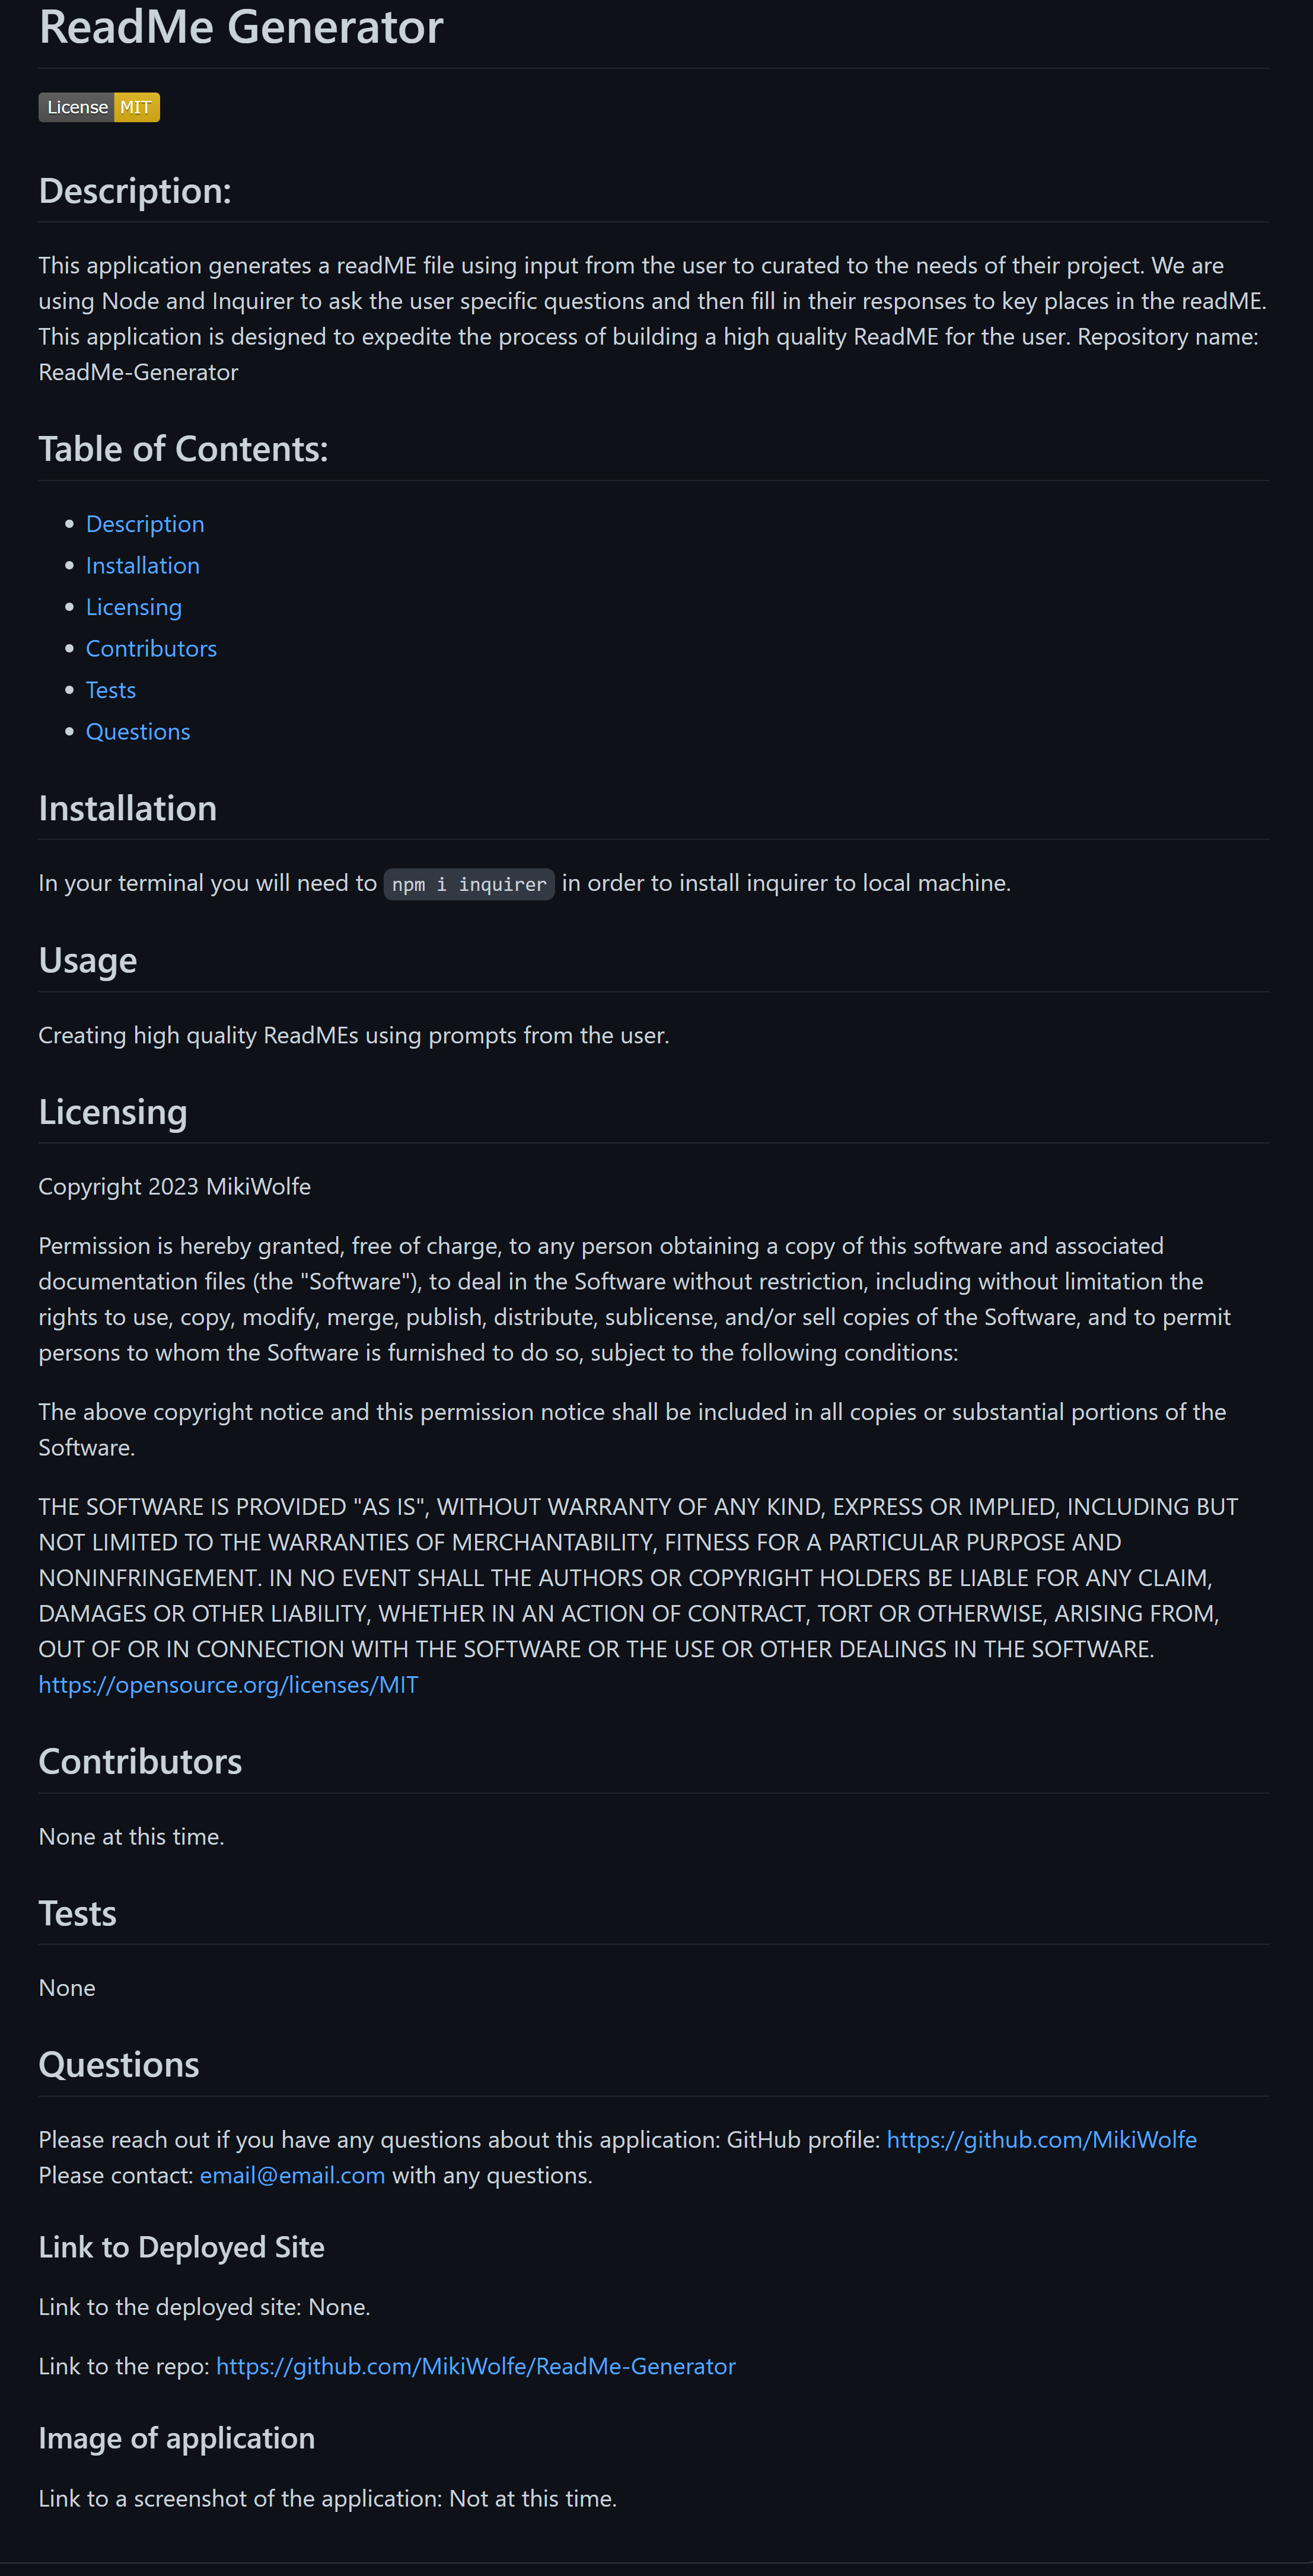 ReadMe Generator
License MIT
Description:
This application generates a readME file using input from the user to curated to the needs of their project. We are
using Node and Inquirer to ask the user specific questions and then fill in their responses to key places in the readME.
This application is designed to expedite the process of building a high quality ReadME for the user. Repository name:
ReadMe-Generator
Table of Contents:
• Description
• Installation
• Licensing
• Contributors
• Tests
• Questions
Installation
In your terminal you will need to npm i inquirer in order to install inquirer to local machine.
Usage
Creating high quality ReadMEs using prompts from the user.
Licensing
Copyright 2023 MikiWolfe
Permission is hereby granted, free of charge, to any person obtaining a copy of this software and associated
documentation files (the "Software"), to deal in the Software without restriction, including without limitation the
rights to use, copy, modify, merge, publish, distribute, sublicense, and/or sell copies of the Software, and to permit
persons to whom the Software is furnished to do so, subject to the following conditions:
The above copyright notice and this permission notice shall be included in all copies or substantial portions of the
Software.
THE SOFTWARE IS PROVIDED "AS IS", WITHOUT WARRANTY OF ANY KIND, EXPRESS OR IMPLIED, INCLUDING BUT
NOT LIMITED TO THE WARRANTIES OF MERCHANTABILITY, FITNESS FOR A PARTICULAR PURPOSE AND
NONINFRINGEMENT. IN NO EVENT SHALL THE AUTHORS OR COPYRIGHT HOLDERS BE LIABLE FOR ANY CLAIM,
DAMAGES OR OTHER LIABILITY, WHETHER IN AN ACTION OF CONTRACT, TORT OR OTHERWISE, ARISING FROM,
OUT OF OR IN CONNECTION WITH THE SOFTWARE OR THE USE OR OTHER DEALINGS IN THE SOFTWARE.
https://opensource.org/licenses/MIT
Contributors
None at this time.
Tests
None
Questions
Please reach out if you have any questions about this application: GitHub profile: https://github.com/MikiWolfe
Please contact: email@email.com with any questions.
Link to Deployed Site
Link to the deployed site: None.
Link to the repo: https://github.com/MikiWolfe/ReadMe-Generator
Image of application
Link to a screenshot of the application: Not at this time.